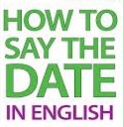 HOW TO
SAY THE
DATE
IN ENGLISH